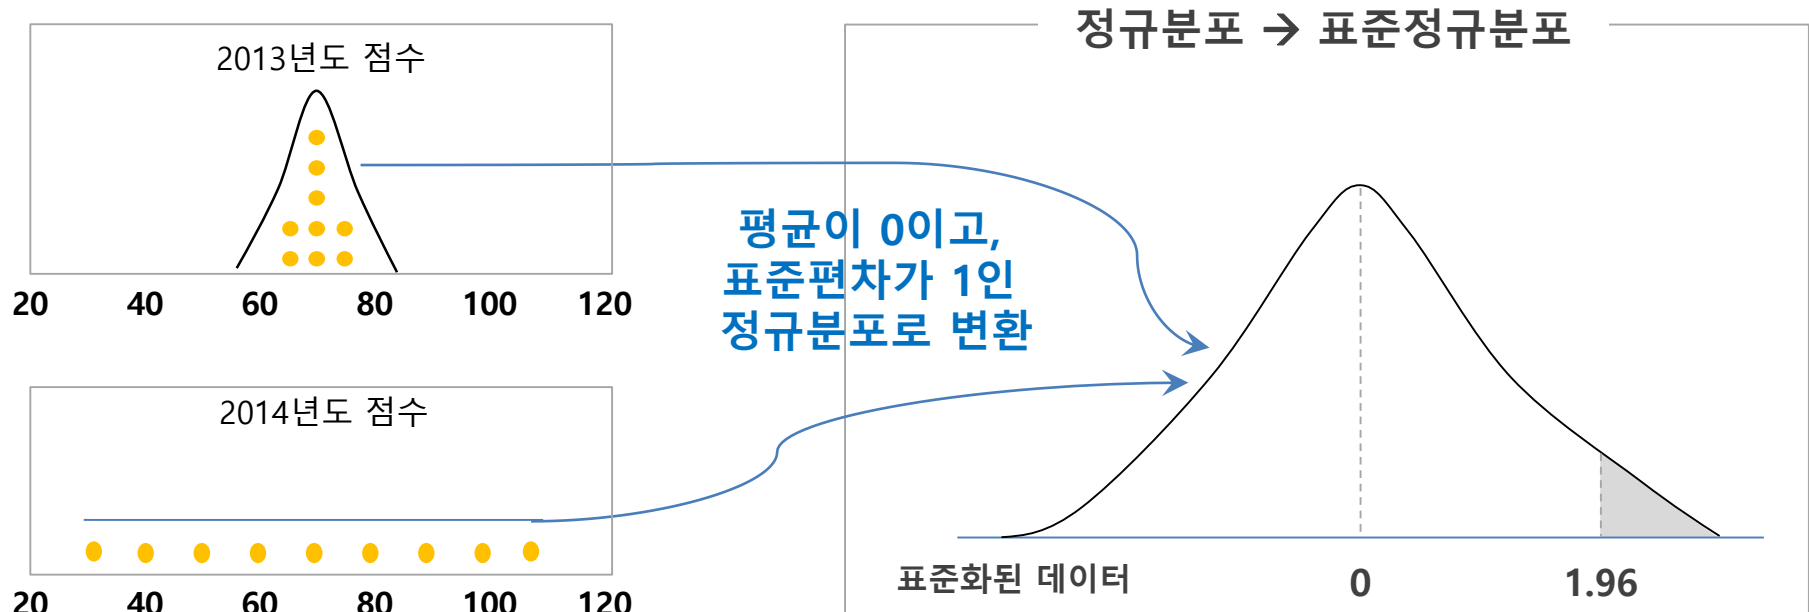 정규분포 → 표준정규분포
2013년도 점수
20 40 60 80 100 120
평균이 0이고,
표준편차가 1인
정규분포로 변환
2014년도 점수
20 40 60 80 100 120
표준화된 데이터 0 1.96